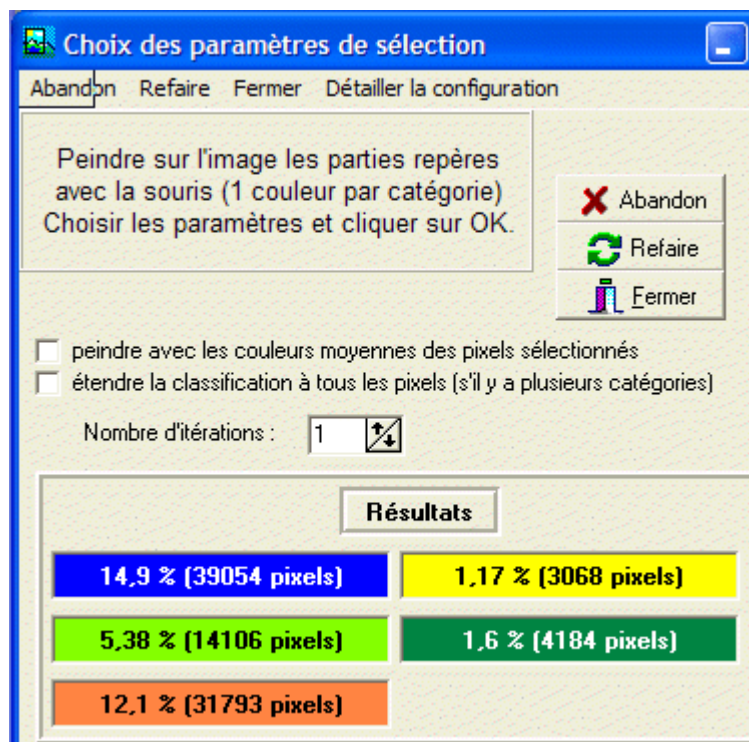 Choix des paramètres de sélection
Abandon Refaire Fermer Détailler la configuration
Peindre sur l'image les parties repères
avec la souris (1 couleur par catégorie)
Choisir les paramètres et cliquer sur OK.
Abandon
Refaire
Fermer
peindre avec les couleurs moyennes des pixels sélectionnés
étendre la classification à tous les pixels (s'il y a plusieurs catégories)
Nombre d'itérations : 1
Résultats
14,9 % (39054 pixels) 1,17 % (3068 pixels)
5,38 % (14106 pixels) 1,6 % (4184 pixels)
12,1 % (31793 pixels)